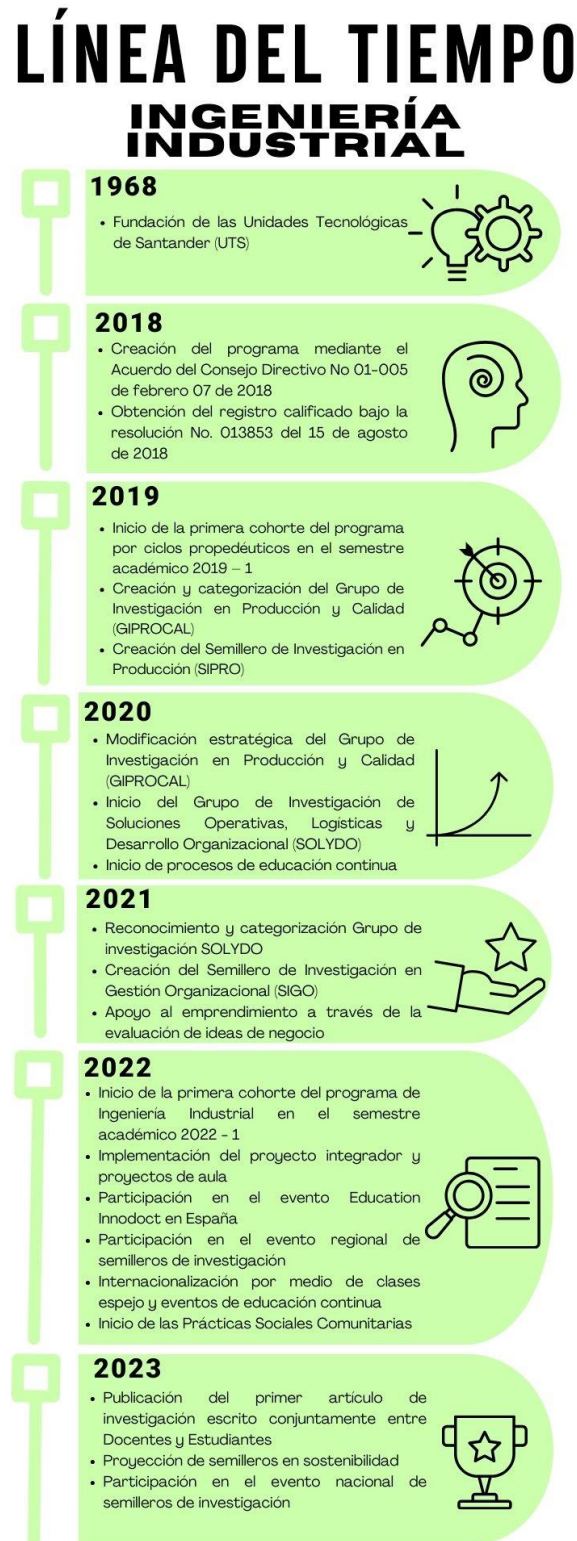 LÍNEA DEL TIEMPO
INGENIERÍA
INDUSTRIAL
1968
• Fundación de las Unidades Tecnológicas
de Santander (UTS)
2018
• Creación del programa mediante el
Acuerdo del Consejo Directivo No 01-005
de febrero 07 de 2018
• Obtención del registro calificado bajo la
resolución No. 013853 del 15 de agosto
de 2018
2019
• Inicio de la primera cohorte del programa
por ciclos propedéuticos en el semestre
académico 2019 – 1
• Creación y categorización del Grupo de
Investigación en Producción y Calidad
(GIPROCAL)
• Creación del Semillero de Investigación en
Producción (SIPRO)
2020
• Modificación estratégica del Grupo de
Investigación en Producción y Calidad
(GIPROCAL)
• Inicio del Grupo de Investigación de
Soluciones Operativas, Logísticas y
Desarrollo Organizacional (SOLYDO)
• Inicio de procesos de educación continua
2021
• Reconocimiento y categorización Grupo de
investigación SOLYDO
• Creación del Semillero de Investigación en
Gestión Organizacional (SIGO)
• Apoyo al emprendimiento a través de la
evaluación de ideas de negocio
2022
• Inicio de la primera cohorte del programa de
Ingeniería Industrial en el semestre
académico 2022 - 1
• Implementación del proyecto integrador y
proyectos de aula
• Participación en el evento Education
Innodoct en España
• Participación en el evento regional de
semilleros de investigación
• Internacionalización por medio de clases
espejo y eventos de educación continua
• Inicio de las Prácticas Sociales Comunitarias
2023
• Publicación del primer artículo de
investigación escrito conjuntamente entre
Docentes y Estudiantes
• Proyección de semilleros en sostenibilidad
• Participación en el evento nacional de
semilleros de investigación